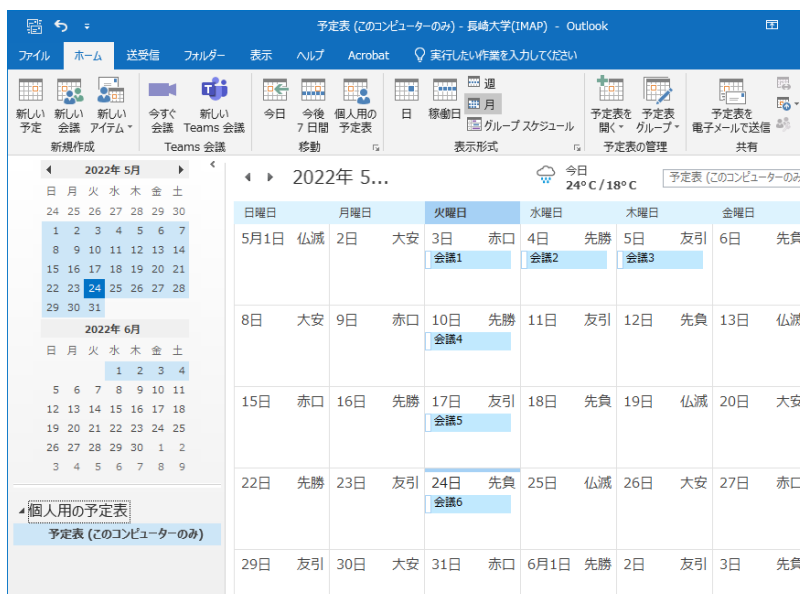 予定表 (このコンピューターのみ) - 長崎大学(IMAP) - Outlook
ファイル ホーム 送受信 フォルダー 表示 ヘルプ Acrobat 実行したい作業を入力してください
新しい予定 新しい会議 新しいアイテム 今すぐ会議 新しい Teams 会議 今日 今後 7 日間 個人用の予定表 日 稼働日 週 月 グループ スケジュール 予定表を開く 予定表グループ 予定表を電子メールで送信
新規作成 Teams 会議 移動 表示形式 予定表の管理 共有
2022年 5月
日 月 火 水 木 金 土
24 25 26 27 28 29 30
1 2 3 4 5 6 7
8 9 10 11 12 13 14
15 16 17 18 19 20 21
22 23 24 25 26 27 28
29 30 31
2022年 6月
日 月 火 水 木 金 土
1 2 3 4
5 6 7 8 9 10 11
12 13 14 15 16 17 18
19 20 21 22 23 24 25
26 27 28 29 30 1 2
3 4 5 6 7 8 9
個人用の予定表
予定表 (このコンピューターのみ)
2022年 5...
今日
24°C/18°C
予定表 (このコンピューターのみ
日曜日 月曜日 火曜日 水曜日 木曜日 金曜日
5月1日 仏滅 2日 大安 3日 赤口 4日 先勝 5日 友引 6日 先負
会議1 会議2 会議3
8日 大安 9日 赤口 10日 先勝 11日 友引 12日 先負 13日 仏滅
会議4
15日 赤口 16日 先勝 17日 友引 18日 先負 19日 仏滅 20日 大安
会議5
22日 先勝 23日 友引 24日 先負 25日 仏滅 26日 大安 27日 赤口
会議6
29日 友引 30日 大安 31日 赤口 6月1日 先勝 2日 友引 3日 先負